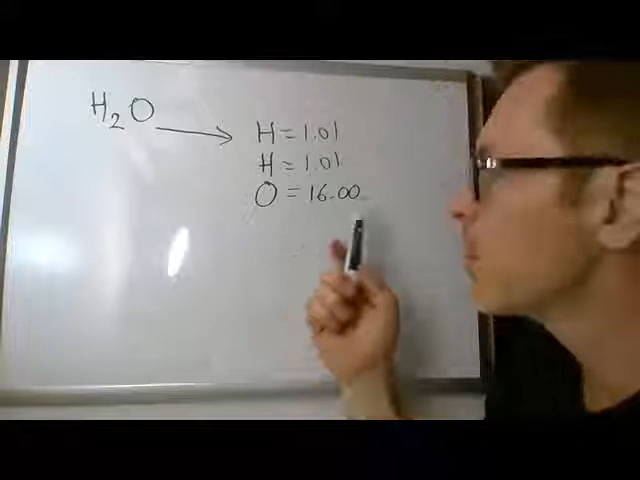 H₂O → H = 1.01
H = 1.01
O = 16.00